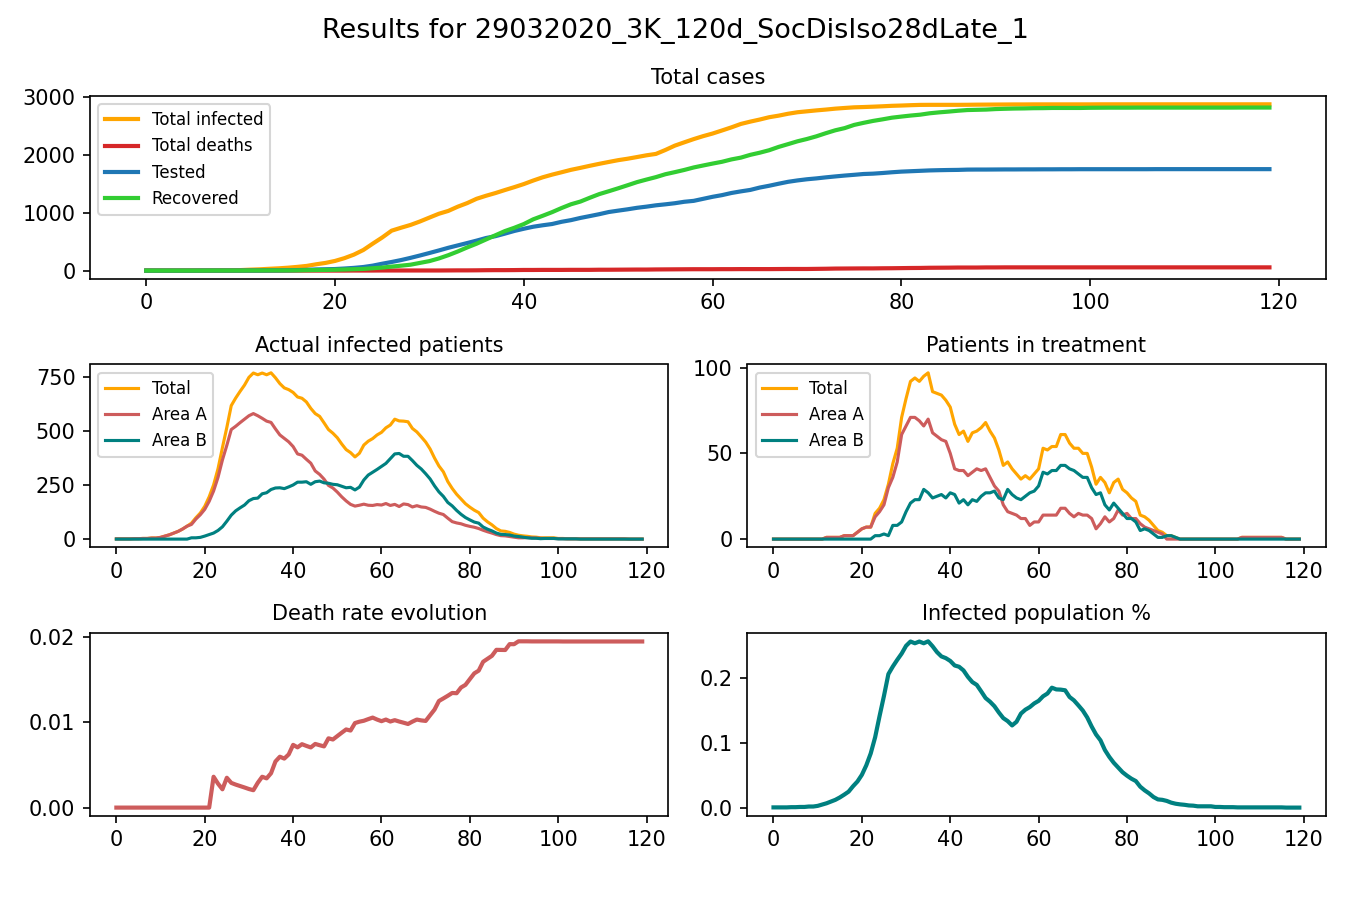 Results for 29032020_3K_120d_SocDisIso28dLate_1
Total cases
3000
2000
1000
0
Total infected
Total deaths
Tested
Recovered
0 20 40 60 80 100 120
Actual infected patients
750
500
250
0
Total
Area A
Area B
0 20 40 60 80 100 120
Patients in treatment
100
50
0
Total
Area A
Area B
0 20 40 60 80 100 120
Death rate evolution
0.02
0.01
0.00
0 20 40 60 80 100 120
Infected population %
0.2
0.1
0.0
0 20 40 60 80 100 120